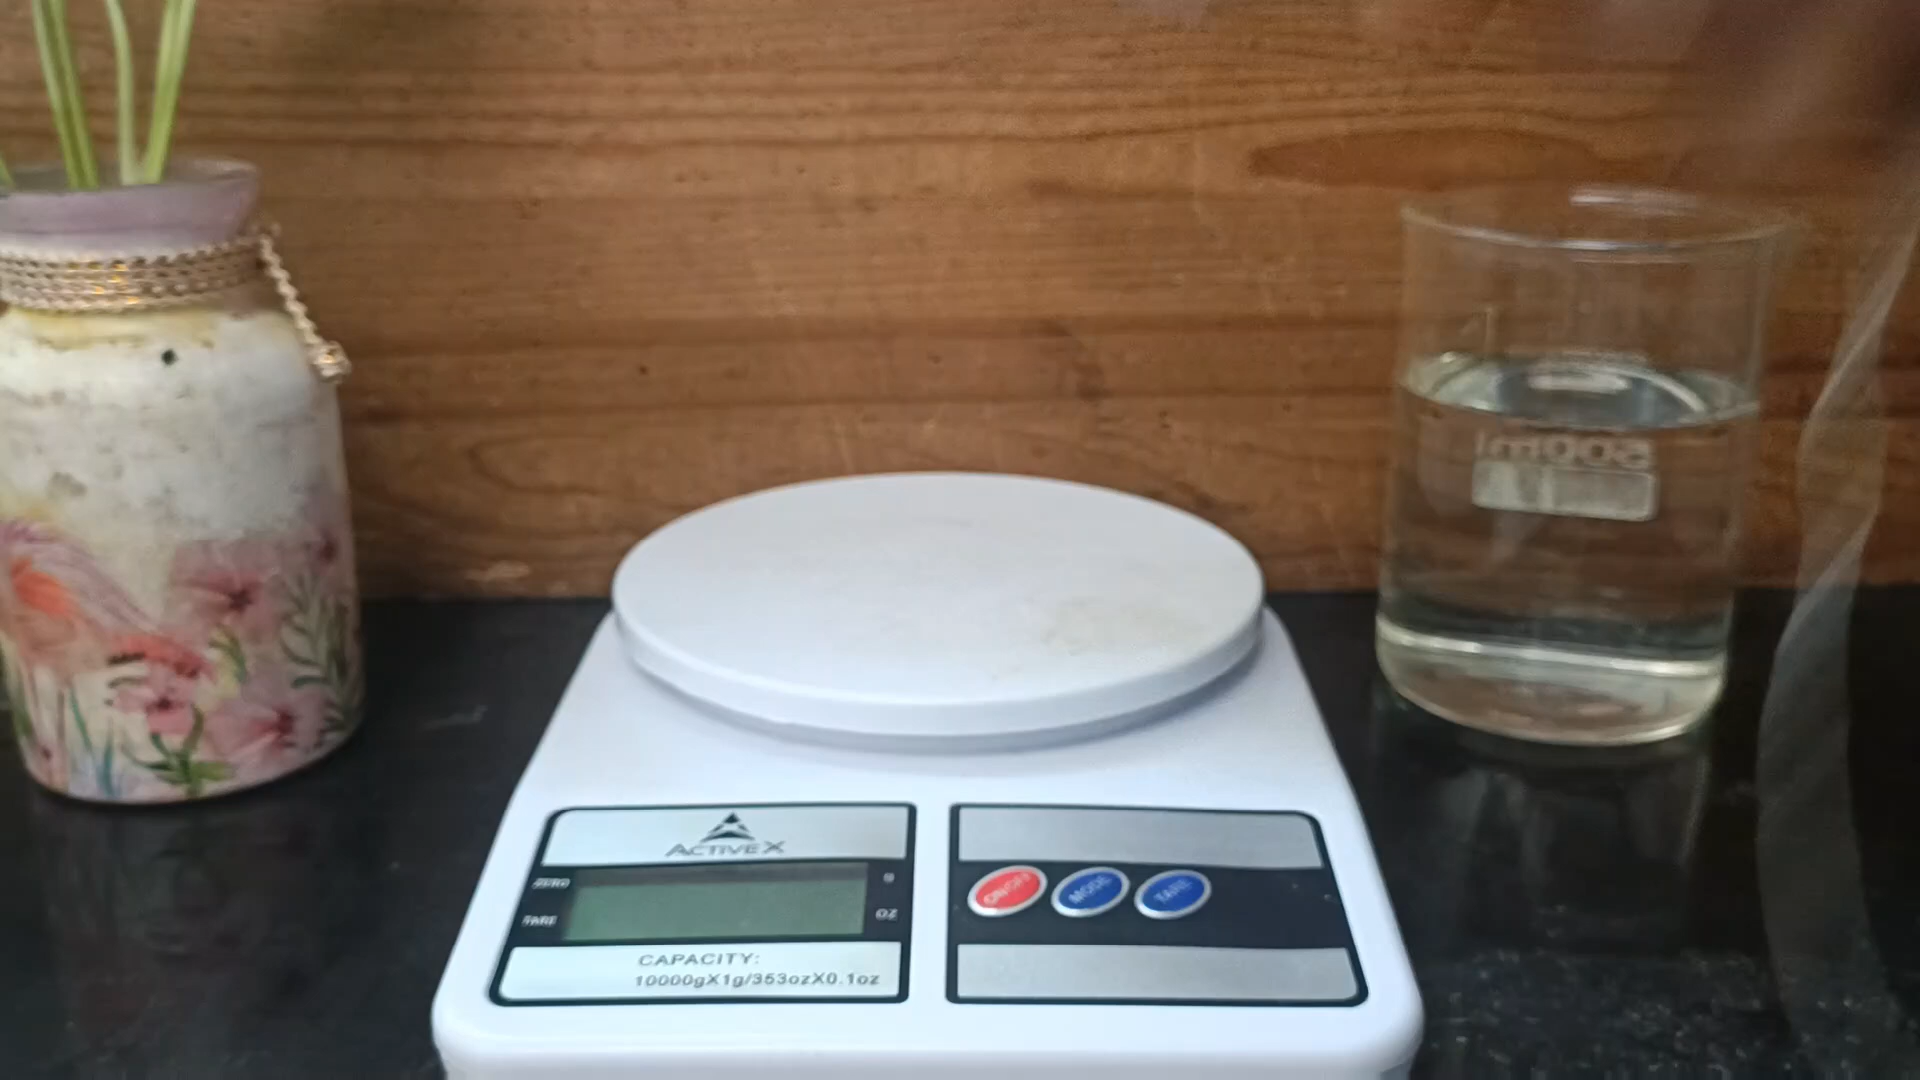 500ml
ACTIVE X
ZERO
g
TARE
OZ
CAPACITY:
10000gX1g/353ozX0.1oz
ON/OFF
MODE
TARE